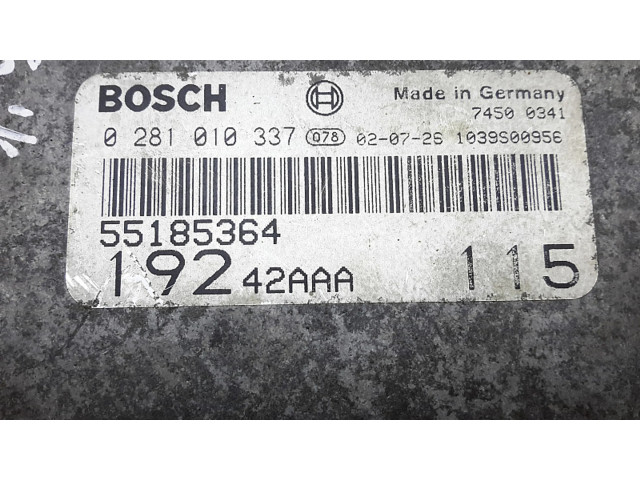 BOSCH Made in Germany
7450 0341
0 281 010 337 078 02-07-26 1039S00956
55185364
192 42AAA 115